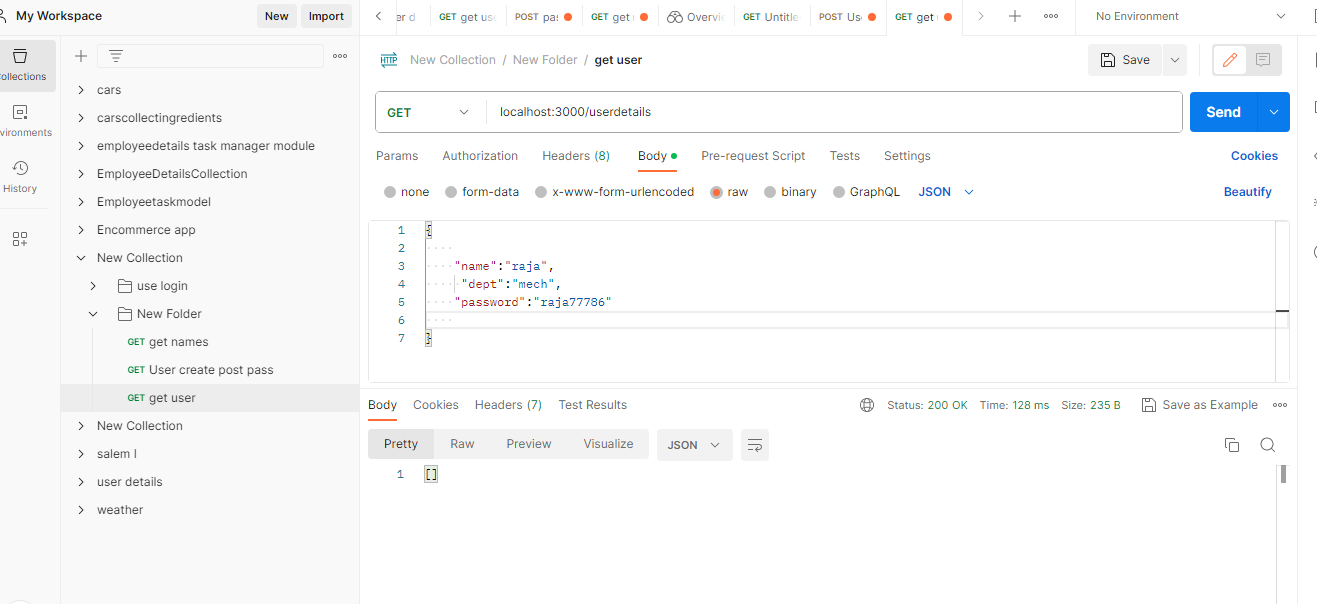 My Workspace New Import
er d GET get use POST pas GET get Overvi GET Untitle POST Us GET get No Environment
ollections
vironments
History
cars
carscollectingredients
employeedetails task manager module
EmployeeDetailsCollection
Employeetaskmodel
Encommerce app
New Collection
use login
New Folder
GET get names
GET User create post pass
GET get user
New Collection
salem l
user details
weather
HTTP New Collection / New Folder / get user Save
GET localhost:3000/userdetails Send
Params Authorization Headers (8) Body Pre-request Script Tests Settings Cookies
none form-data x-www-form-urlencoded raw binary GraphQL JSON Beautify
1 {
2
3 "name":"raja",
4 "dept":"mech",
5 "password":"raja77786"
6
7 }
Body Cookies Headers (7) Test Results Status: 200 OK Time: 128 ms Size: 235 B Save as Example
Pretty Raw Preview Visualize JSON
1 []